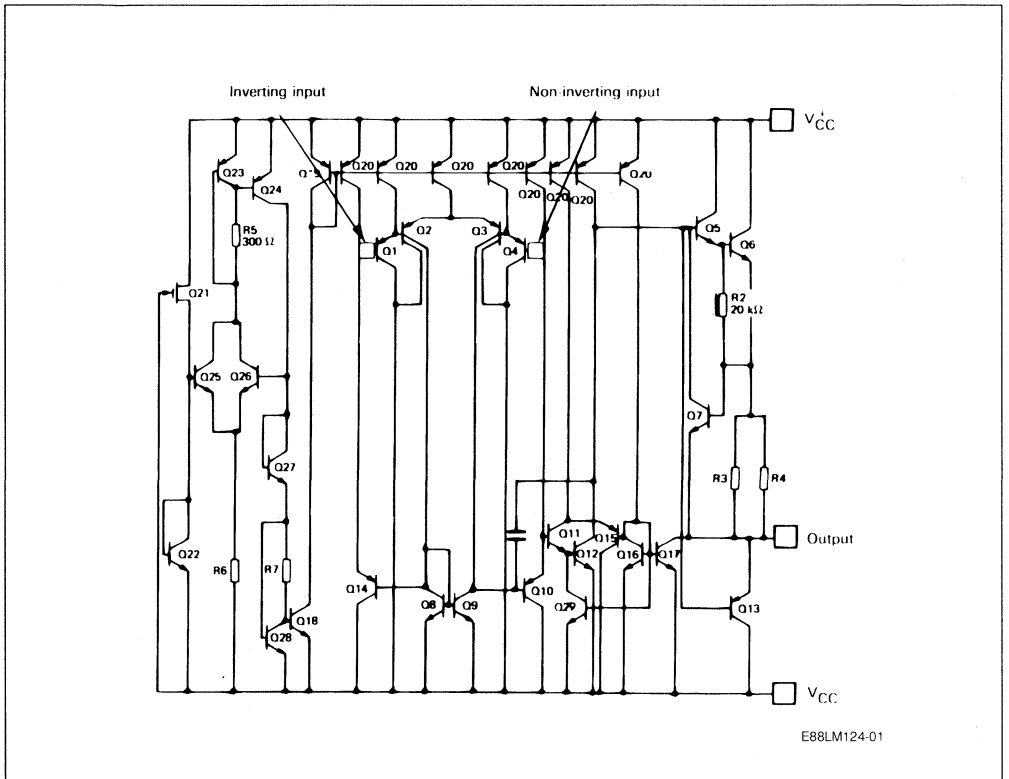 Inverting input
Non-inverting input
V+CC
Q23
Q24
Q20
Q20
Q20
Q20
Q20
Q20
Q20
R5
300 Ω
Q2
Q3
Q1
Q4
Q5
Q6
Q21
R2
20 kΩ
Q25
Q26
Q7
Q27
R3
R4
Q22
R6
R7
Q11
Q15
Q12
Q16
Q17
Output
Q14
Q8
Q9
Q10
Q29
Q13
Q18
Q28
VCC
E88LM124-01